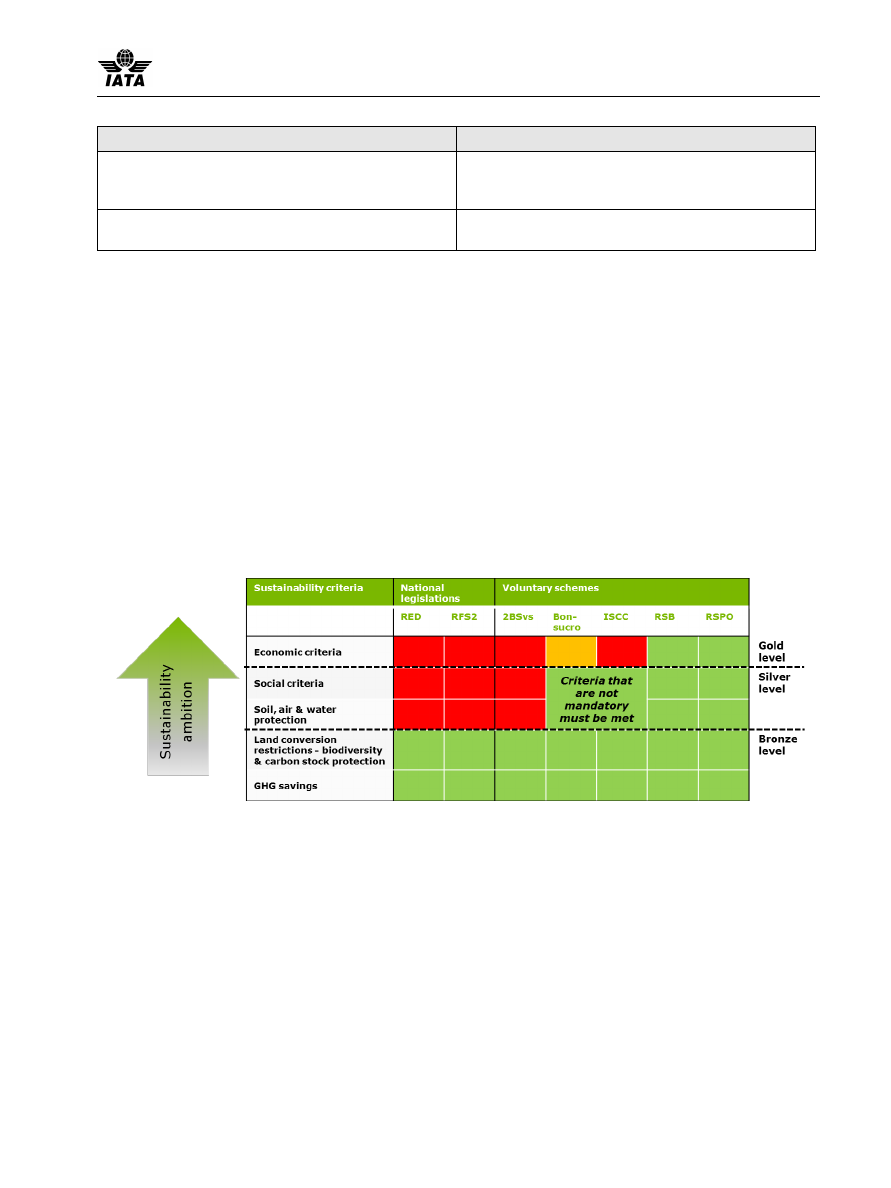 IATA
Sustainability criteria
National
legislations
Voluntary schemes
RED
RFS2
2BSvs
Bon-
sucro
ISCC
RSB
RSPO
Economic criteria
Gold
level
Social criteria
Criteria that
are not
mandatory
must be met
Silver
level
Soil, air & water
protection
Land conversion
restrictions – biodiversity
& carbon stock protection
Bronze
level
GHG savings
Sustainability
ambition